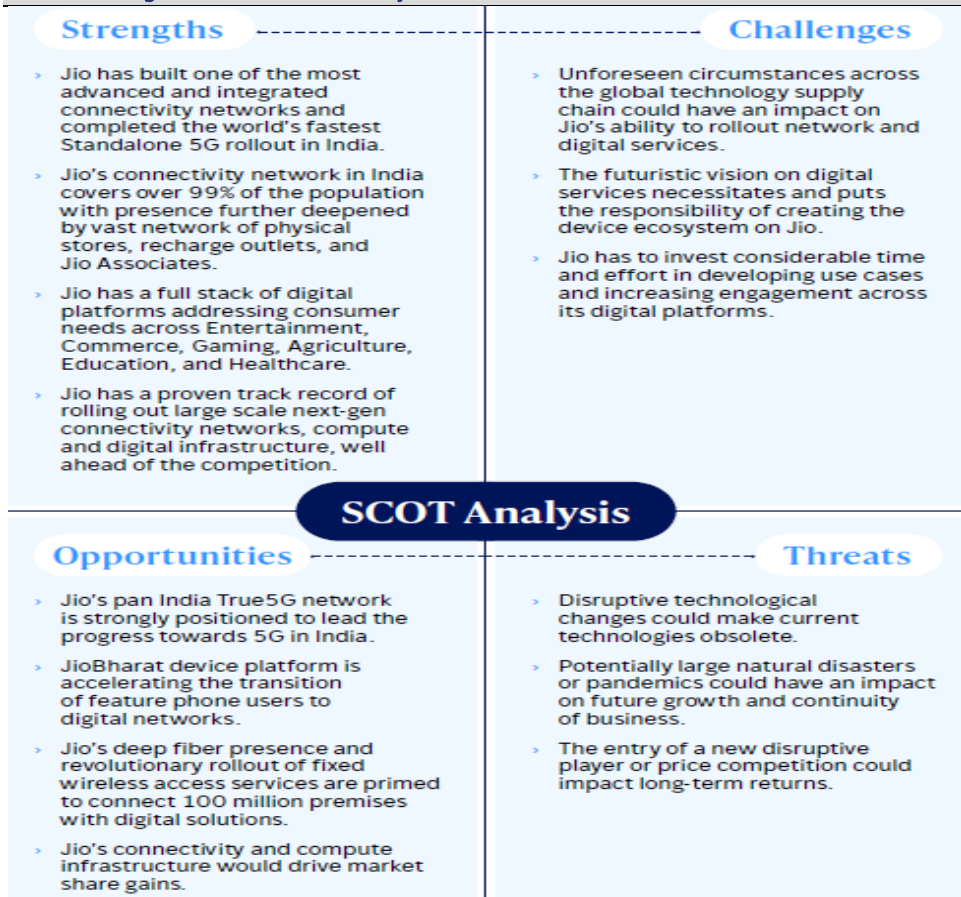 Strengths
› Jio has built one of the most
advanced and integrated
connectivity networks and
completed the world's fastest
Standalone 5G rollout in India.
› Jio's connectivity network in India
covers over 99% of the population
with presence further deepened
by vast network of physical
stores, recharge outlets, and
Jio Associates.
› Jio has a full stack of digital
platforms addressing consumer
needs across Entertainment,
Commerce, Gaming, Agriculture,
Education, and Healthcare.
› Jio has a proven track record of
rolling out large scale next-gen
connectivity networks, compute
and digital infrastructure, well
ahead of the competition.
Challenges
› Unforeseen circumstances across
the global technology supply
chain could have an impact on
Jio's ability to rollout network and
digital services.
› The futuristic vision on digital
services necessitates and puts
the responsibility of creating the
device ecosystem on Jio.
› Jio has to invest considerable time
and effort in developing use cases
and increasing engagement across
its digital platforms.
SCOT Analysis
Opportunities
› Jio's pan India True5G network
is strongly positioned to lead the
progress towards 5G in India.
› JioBharat device platform is
accelerating the transition
of feature phone users to
digital networks.
› Jio's deep fiber presence and
revolutionary rollout of fixed
wireless access services are primed
to connect 100 million premises
with digital solutions.
› Jio's connectivity and compute
infrastructure would drive market
share gains.
Threats
› Disruptive technological
changes could make current
technologies obsolete.
› Potentially large natural disasters
or pandemics could have an impact
on future growth and continuity
of business.
› The entry of a new disruptive
player or price competition could
impact long-term returns.